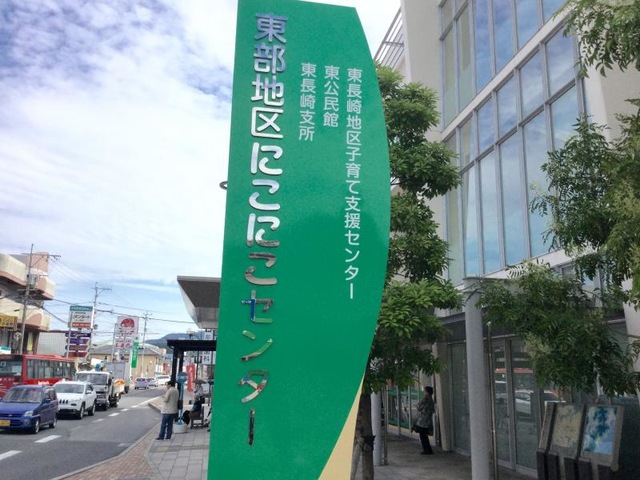 東部地区にこにこセンター
東長崎地区子育て支援センター
東公民館
東長崎支所